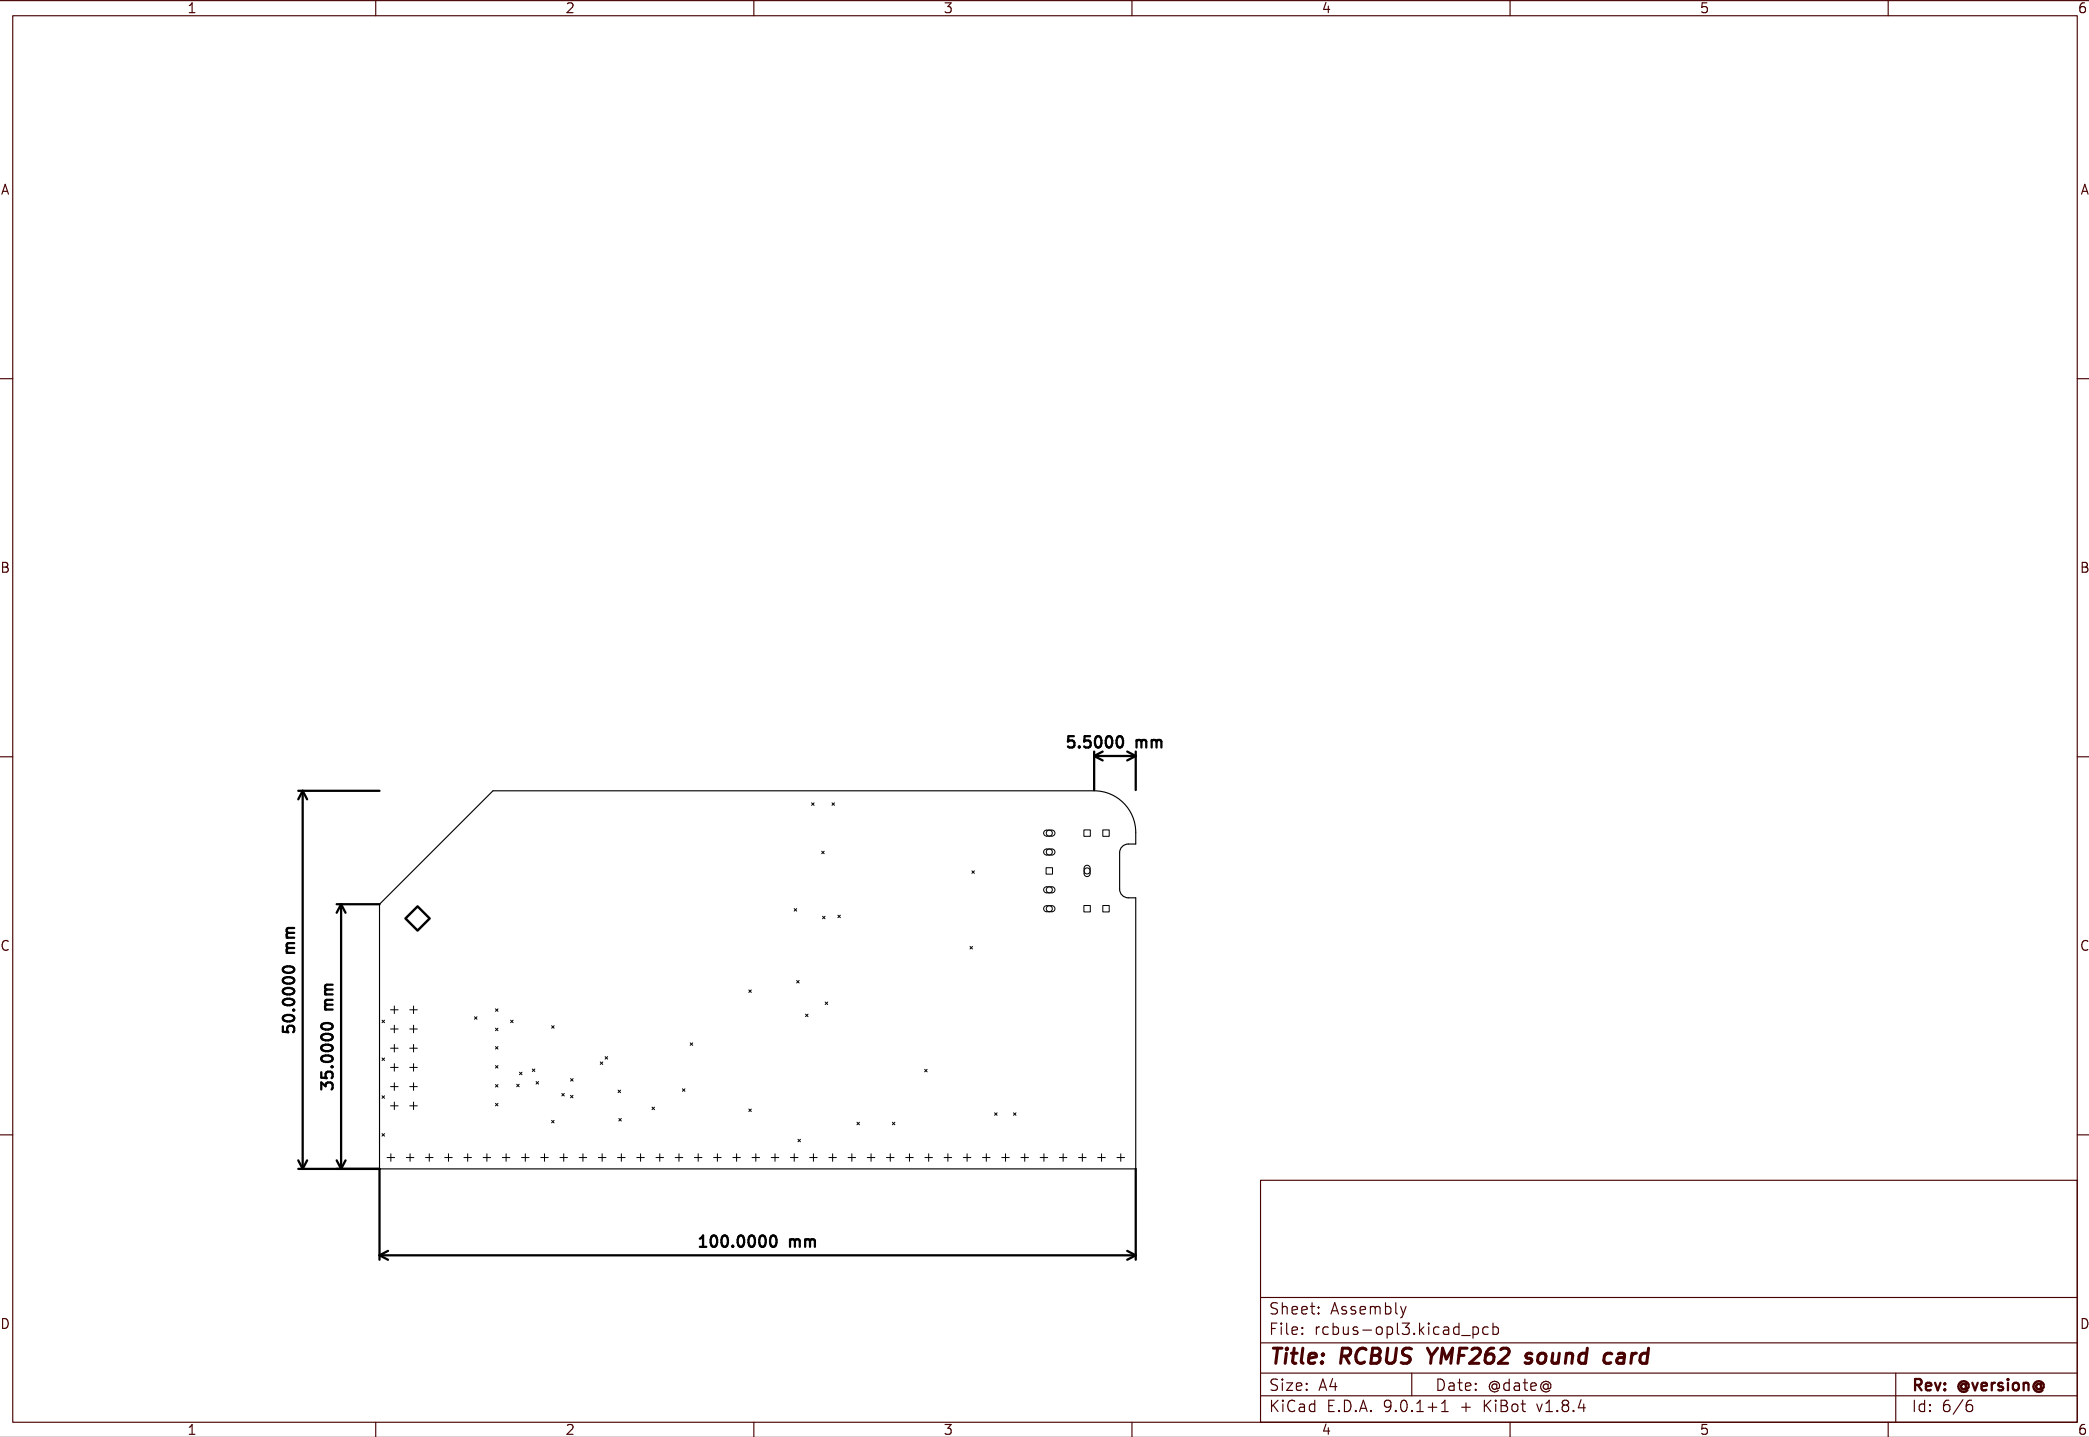 1 2 3 4 5 6
A A
B B
5.5000 mm
50.0000 mm
35.0000 mm
C C
100.0000 mm
Sheet: Assembly
File: rcbus-opl3.kicad_pcb
D D
Title: RCBUS YMF262 sound card
Size: A4 Date: @date@ Rev: @version@
KiCad E.D.A. 9.0.1+1 + KiBot v1.8.4 Id: 6/6
1 2 3 4 5 6